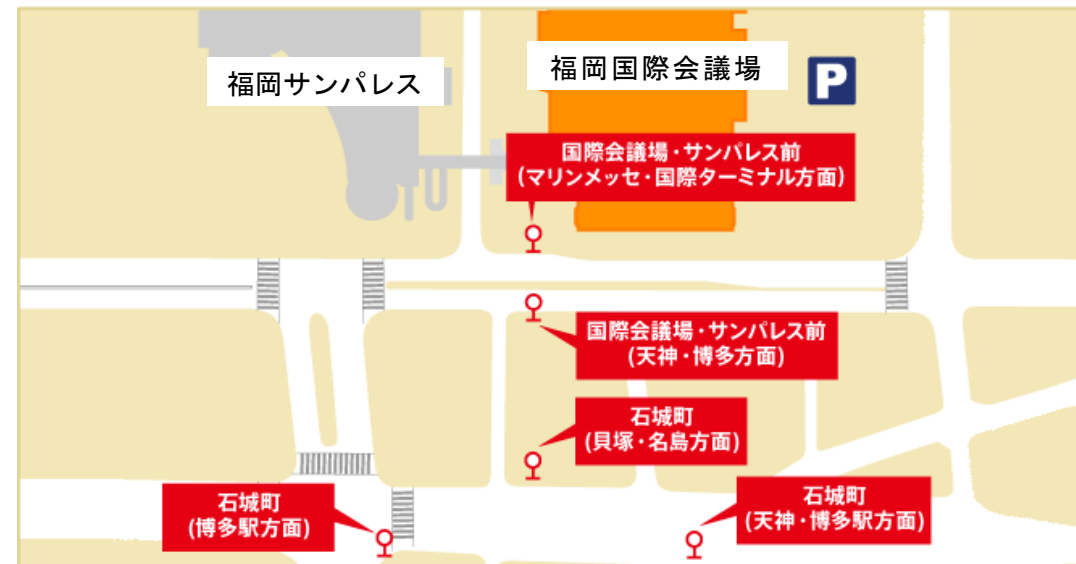 福岡サンパレス
福岡国際会議場
P
国際会議場・サンパレス前
(マリンメッセ・国際ターミナル方面)
国際会議場・サンパレス前
(天神・博多方面)
石城町
(貝塚・名島方面)
石城町
(博多駅方面)
石城町
(天神・博多駅方面)